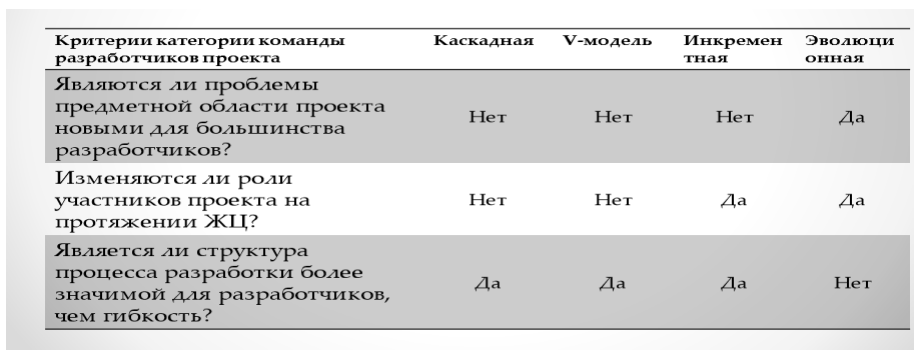 Критерии категории команды разработчиков проекта Каскадная V-модель Инкремен тная Эволюци онная
Являются ли проблемы
предметной области проекта
новыми для большинства
разработчиков?
Нет Нет Нет Да
Изменяются ли роли
участников проекта на
протяжении ЖЦ?
Нет Нет Да Да
Является ли структура
процесса разработки более
значимой для разработчиков,
чем гибкость?
Да Да Да Нет